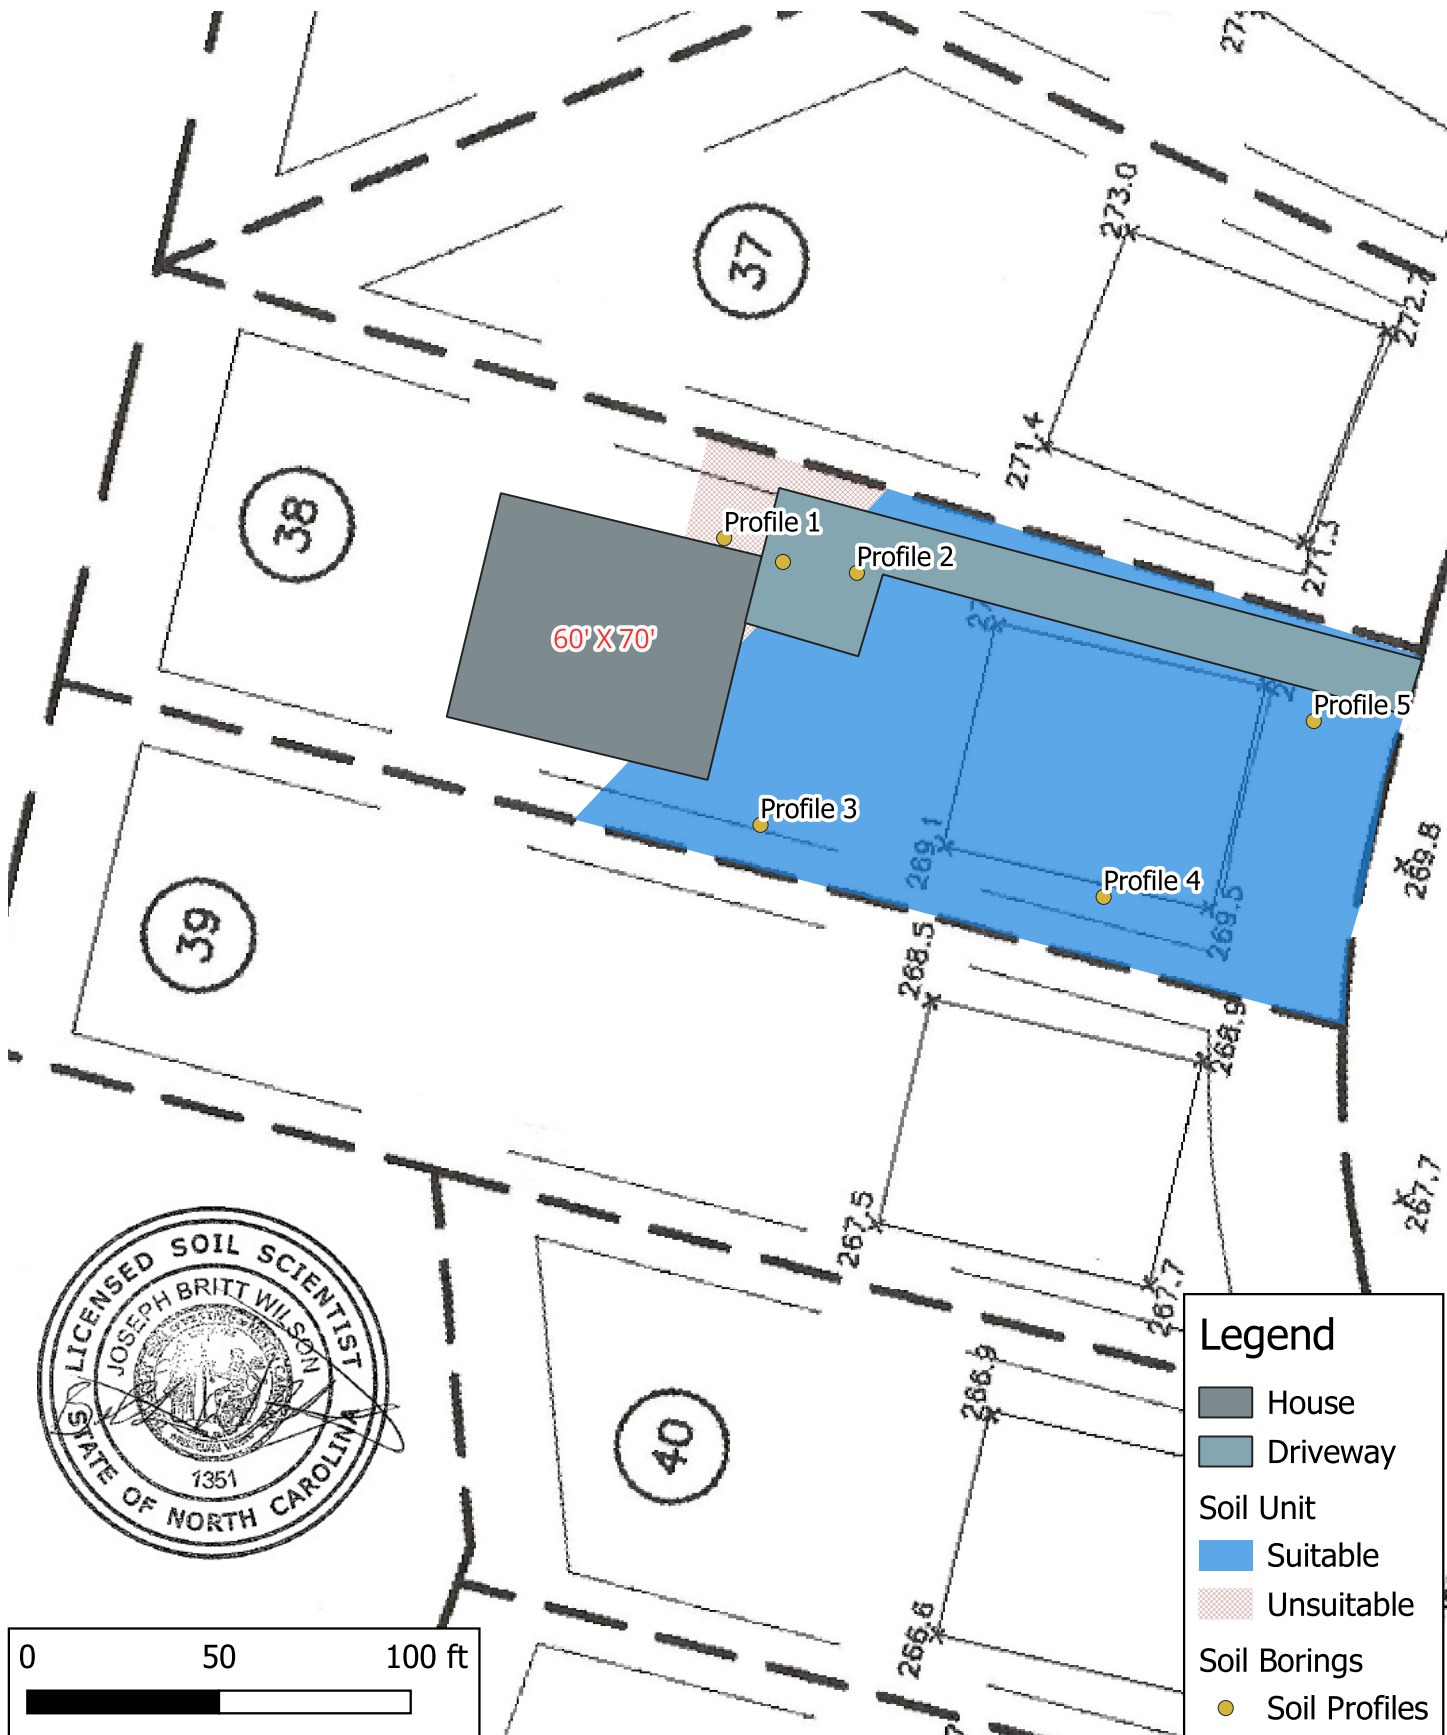 273.0
272.7
37
271.4
271.3
38
Profile 1
Profile 2
60' X 70'
Profile 5
Profile 3
269.1
Profile 4
269.5
269.8
39
268.5
268.9
267.7
267.5
267.7
266.9
40
266.6
LICENSED SOIL SCIENTIST
JOSEPH BRITT WILSON
1351
STATE OF NORTH CAROLINA
0 50 100 ft
Legend
House
Driveway
Soil Unit
Suitable
Unsuitable
Soil Borings
Soil Profiles